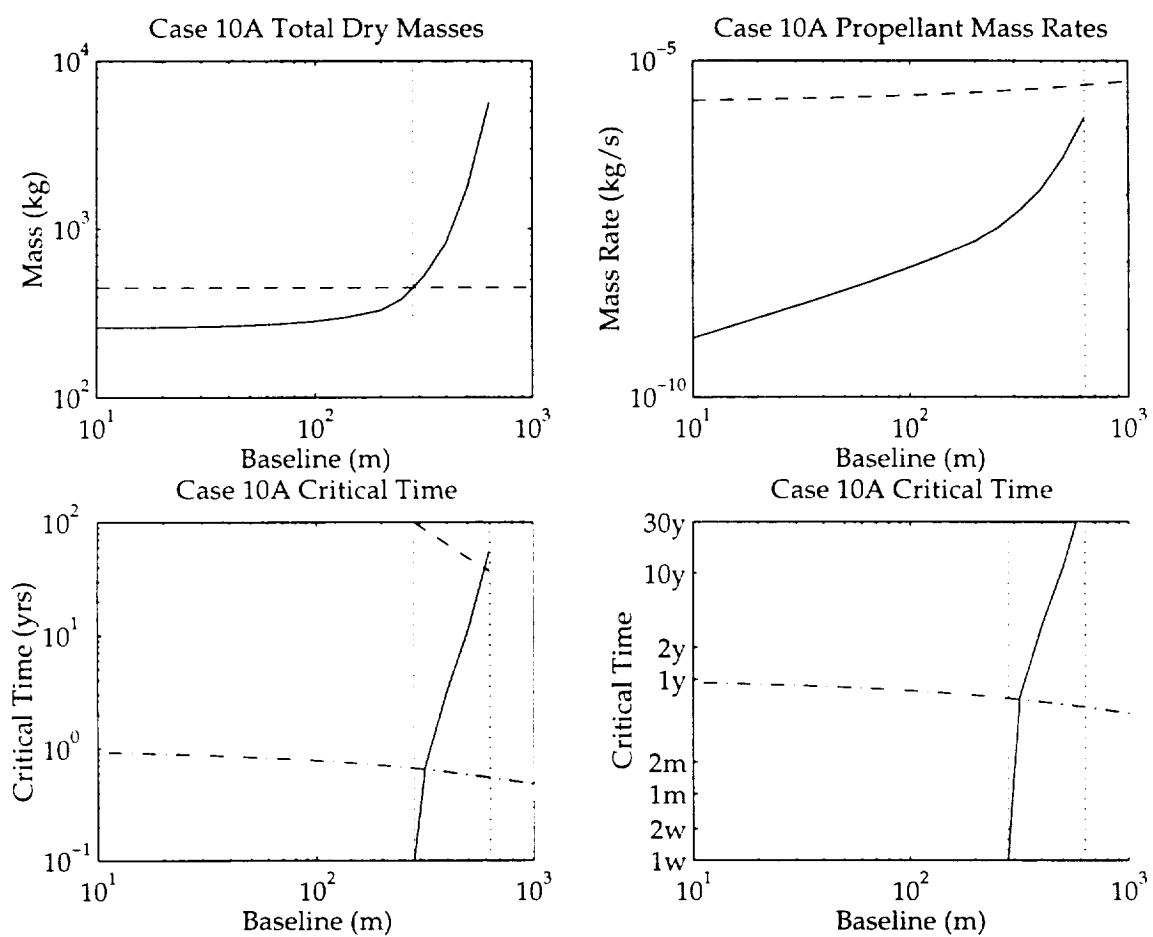 Case 10A Total Dry Masses
10^4
10^3
10^2
Mass (kg)
10^1
10^2
10^3
Baseline (m)
Case 10A Propellant Mass Rates
10^-5
10^-10
Mass Rate (kg/s)
10^1
10^2
10^3
Baseline (m)
Case 10A Critical Time
10^2
10^1
10^0
10^-1
Critical Time (yrs)
10^1
10^2
10^3
Baseline (m)
Case 10A Critical Time
30y
10y
2y
1y
2m
1m
2w
1w
Critical Time
10^1
10^2
10^3
Baseline (m)